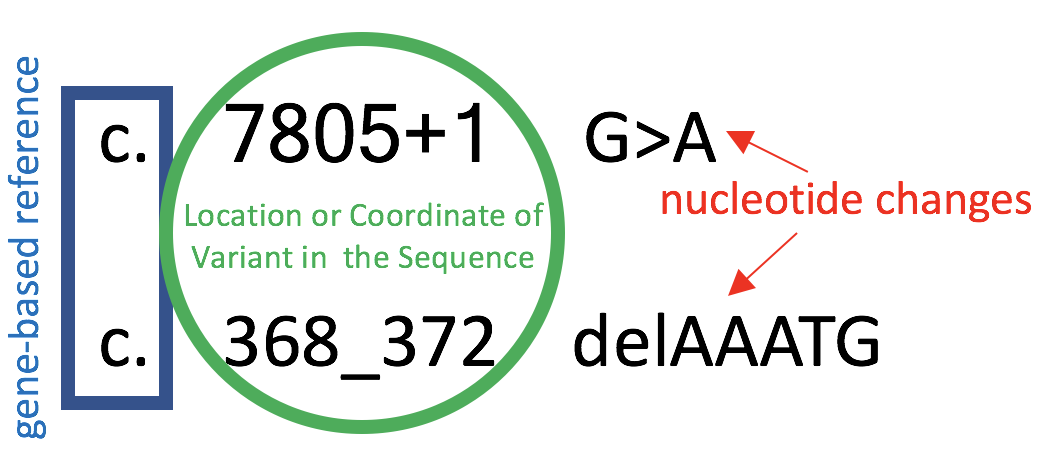 gene-based reference
c. 7805+1 G>A
Location or Coordinate of
Variant in the Sequence
nucleotide changes
c. 368_372 delAAATG